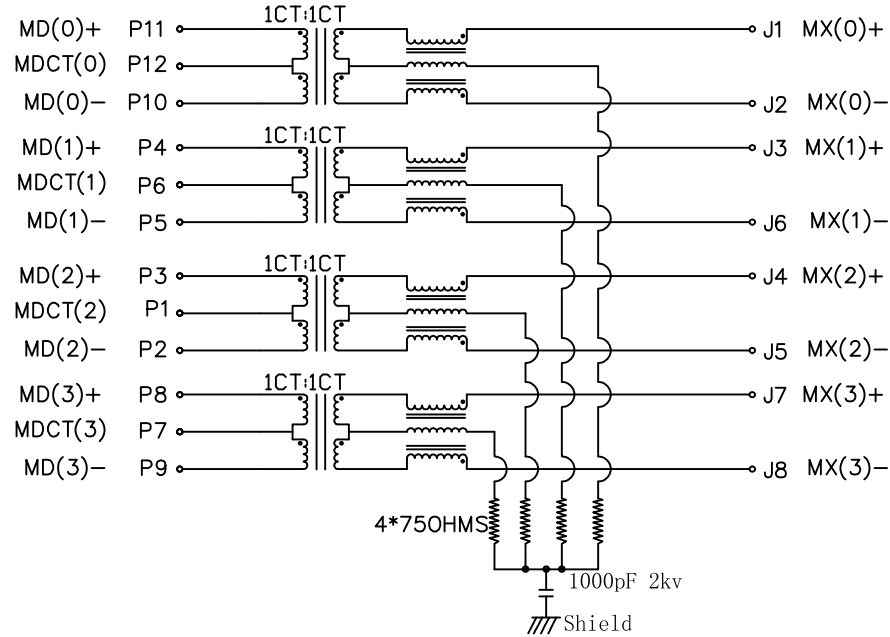 1CT:1CT
MD(0)+ P11 J1 MX(0)+
MDCT(0) P12
MD(0)- P10 J2 MX(0)-
1CT:1CT
MD(1)+ P4 J3 MX(1)+
MDCT(1) P6
MD(1)- P5 J6 MX(1)-
1CT:1CT
MD(2)+ P3 J4 MX(2)+
MDCT(2) P1
MD(2)- P2 J5 MX(2)-
1CT:1CT
MD(3)+ P8 J7 MX(3)+
MDCT(3) P7
MD(3)- P9 J8 MX(3)-
4*75OHMS
1000pF 2kv
Shield